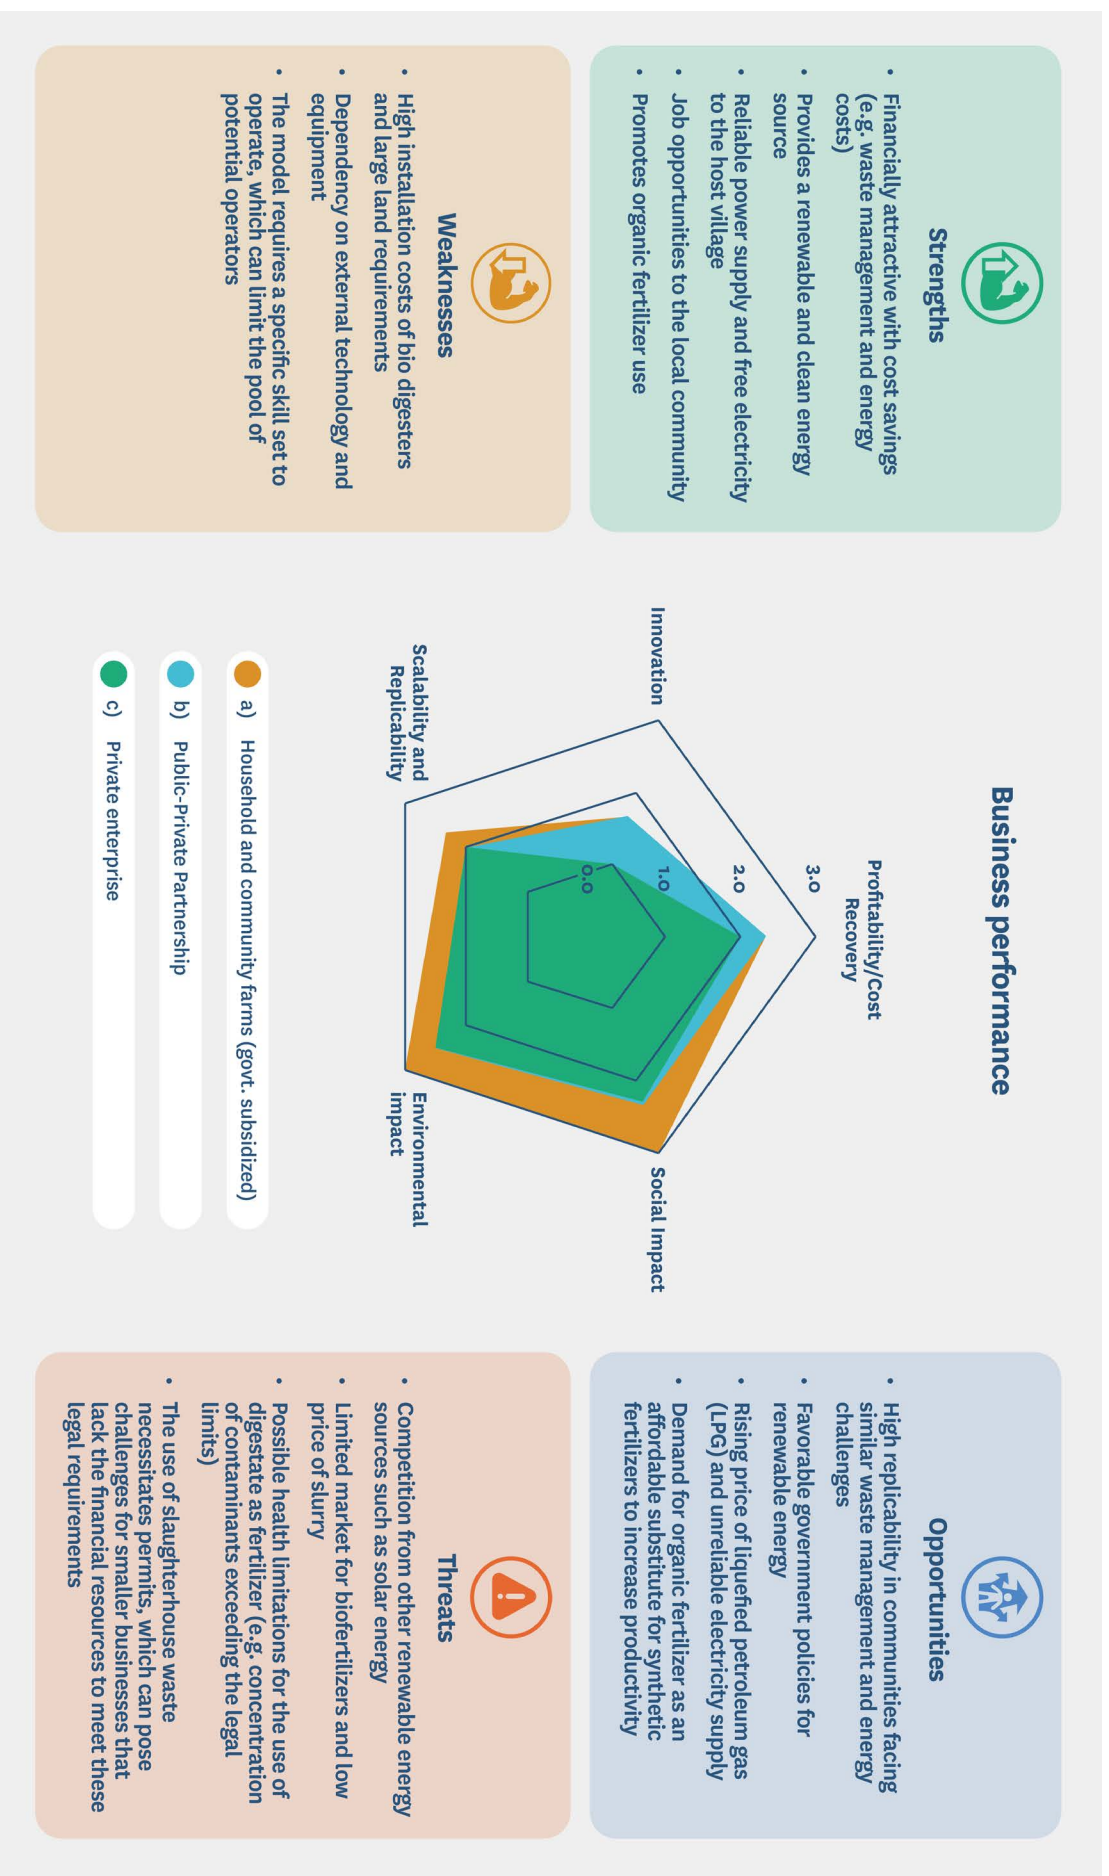 Strengths
• Financially attractive with cost savings
(e.g. waste management and energy
costs)
• Provides a renewable and clean energy
source
• Reliable power supply and free electricity
to the host village
• Job opportunities to the local community
• Promotes organic fertilizer use
Weaknesses
• High installation costs of bio digesters
and large land requirements
• Dependency on external technology and
equipment
• The model requires a specific skill set to
operate, which can limit the pool of
potential operators
Business performance
Profitability/Cost
Recovery
3.0
2.0
1.0
0.0
Innovation
Social Impact
Scalability and
Replicability
Environmental
impact
a) Household and community farms (govt. subsidized)
b) Public-Private Partnership
c) Private enterprise
Opportunities
• High replicability in communities facing
similar waste management and energy
challenges
• Favorable government policies for
renewable energy
• Rising price of liquefied petroleum gas
(LPG) and unreliable electricity supply
• Demand for organic fertilizer as an
affordable substitute for synthetic
fertilizers to increase productivity
Threats
• Competition from other renewable energy
sources such as solar energy
• Limited market for biofertilizers and low
price of slurry
• Possible health limitations for the use of
digestate as fertilizer (e.g. concentration
of contaminants exceeding the legal
limits)
• The use of slaughterhouse waste
necessitates permits, which can pose
challenges for smaller businesses that
lack the financial resources to meet these
legal requirements